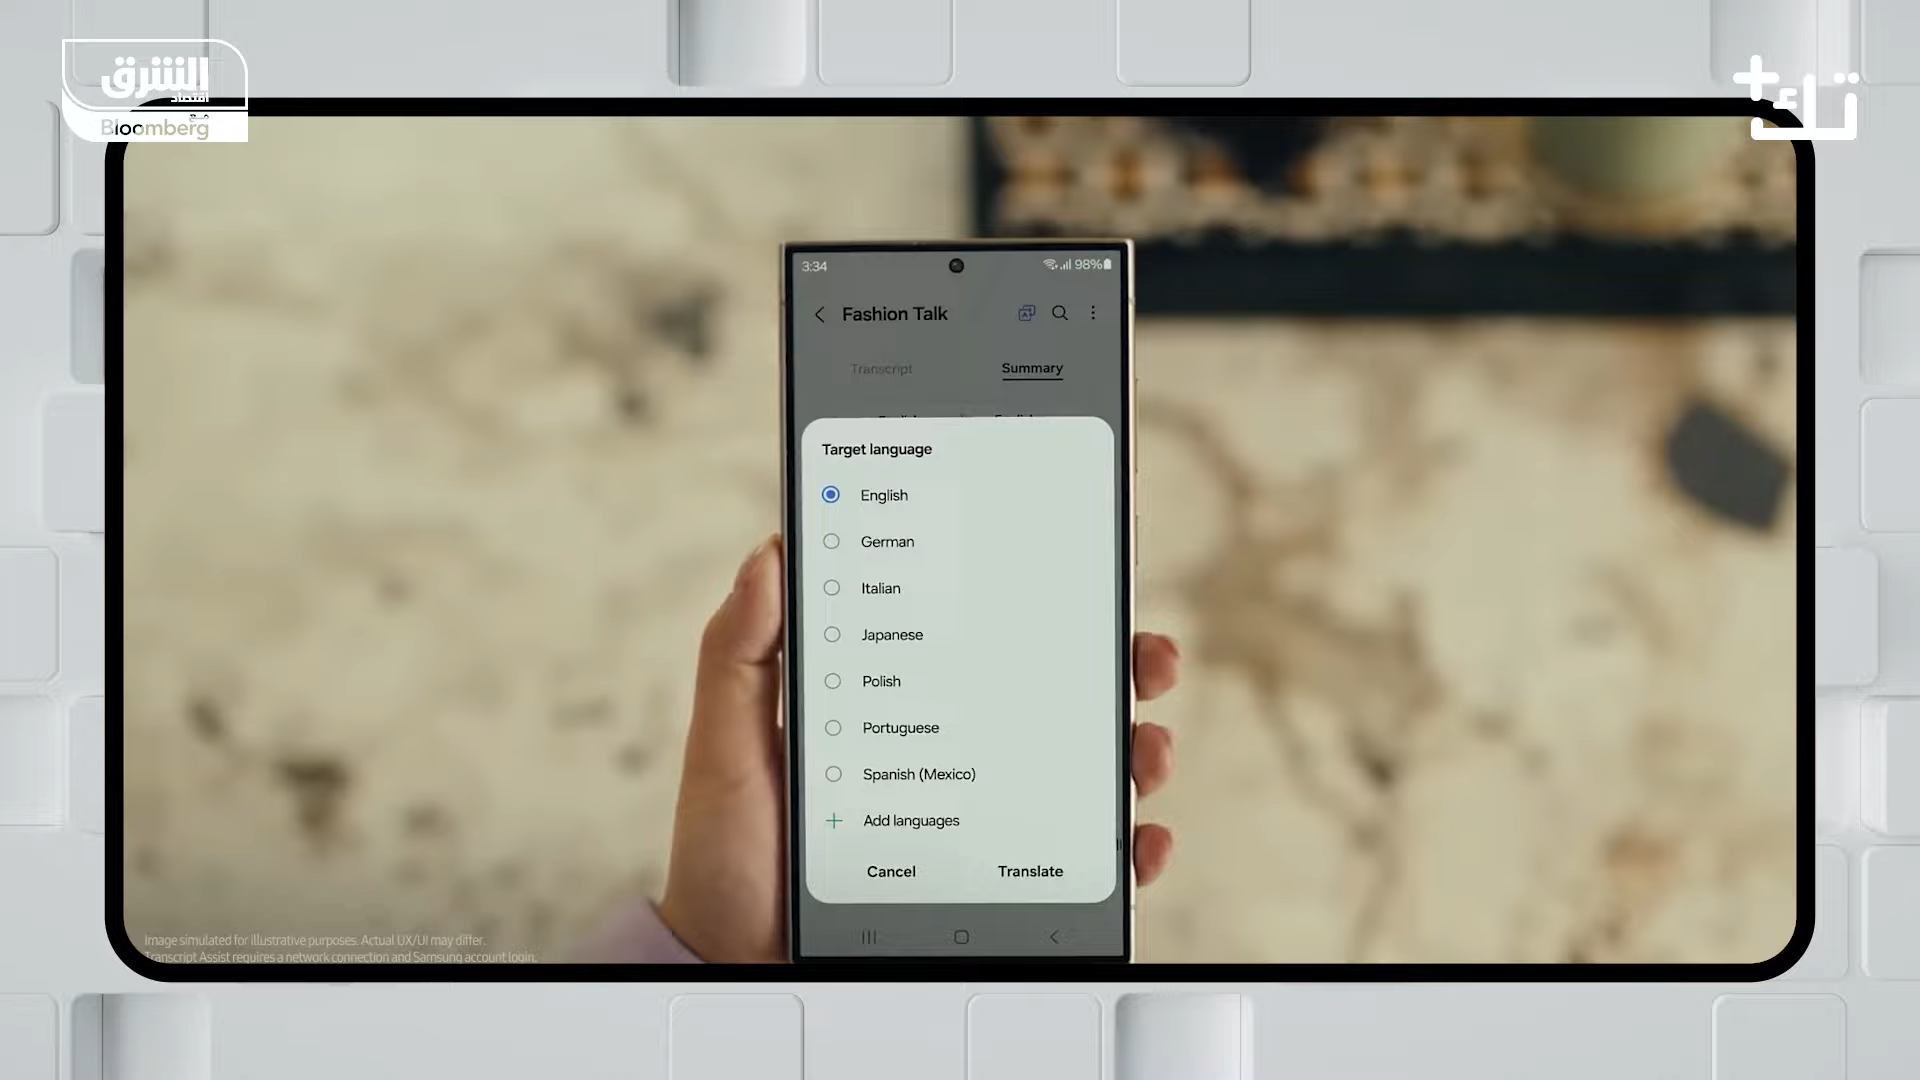 الشرق
اقتصاد
مع
Bloomberg
تك+
3:34
98%
Fashion Talk
Transcript
Summary
Target language
English
German
Italian
Japanese
Polish
Portuguese
Spanish (Mexico)
+ Add languages
Cancel
Translate
Image simulated for illustrative purposes. Actual UX/UI may differ.
Transcript Assist requires a network connection and Samsung account login.